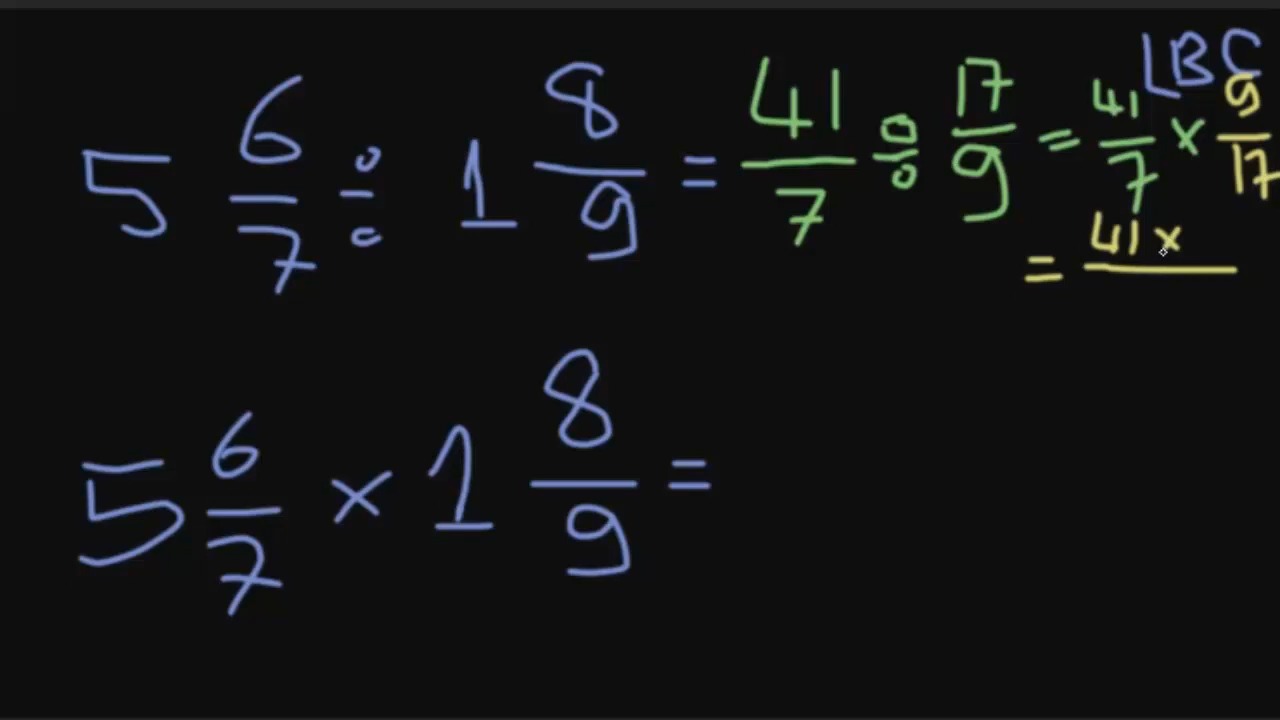 LBC
5 6/7 ÷ 1 8/9 = 41/7 ÷ 17/9 = 41/7 × 9/17
= 41 ×
5 6/7 × 1 8/9 =